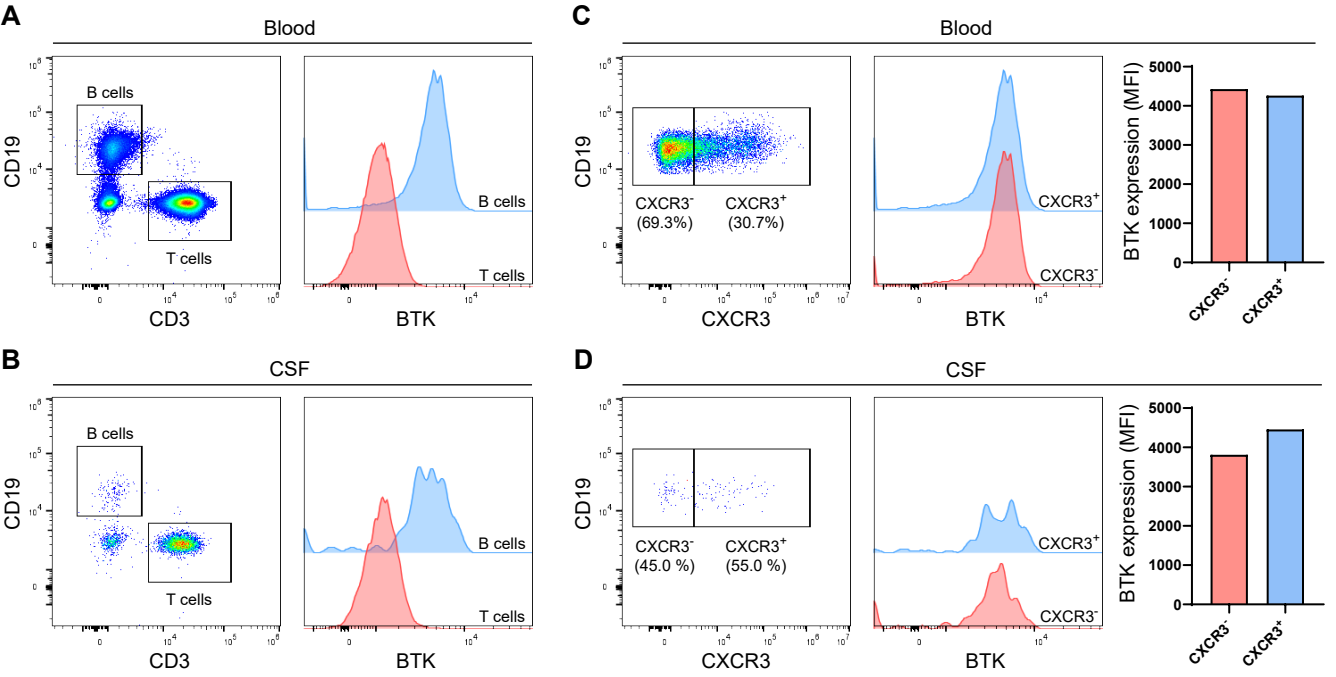 A
Blood
CD19
10⁶
10⁵
10⁴
0
B cells
T cells
0
10⁴
10⁵
10⁶
CD3
B cells
T cells
0
10⁴
BTK
C
Blood
CD19
10⁶
10⁵
10⁴
0
CXCR3⁻
(69.3%)
CXCR3⁺
(30.7%)
0
10⁴
10⁵
10⁶
10⁷
CXCR3
CXCR3⁺
CXCR3⁻
0
10⁴
BTK
BTK expression (MFI)
5000
4000
3000
2000
1000
0
CXCR3⁻
CXCR3⁺
B
CSF
CD19
10⁶
10⁵
10⁴
0
B cells
T cells
0
10⁴
10⁵
10⁶
CD3
B cells
T cells
0
10⁴
BTK
D
CSF
CD19
10⁶
10⁵
10⁴
0
CXCR3⁻
(45.0 %)
CXCR3⁺
(55.0 %)
0
10⁴
10⁵
10⁶
10⁷
CXCR3
CXCR3⁺
CXCR3⁻
0
10⁴
BTK
BTK expression (MFI)
5000
4000
3000
2000
1000
0
CXCR3⁻
CXCR3⁺